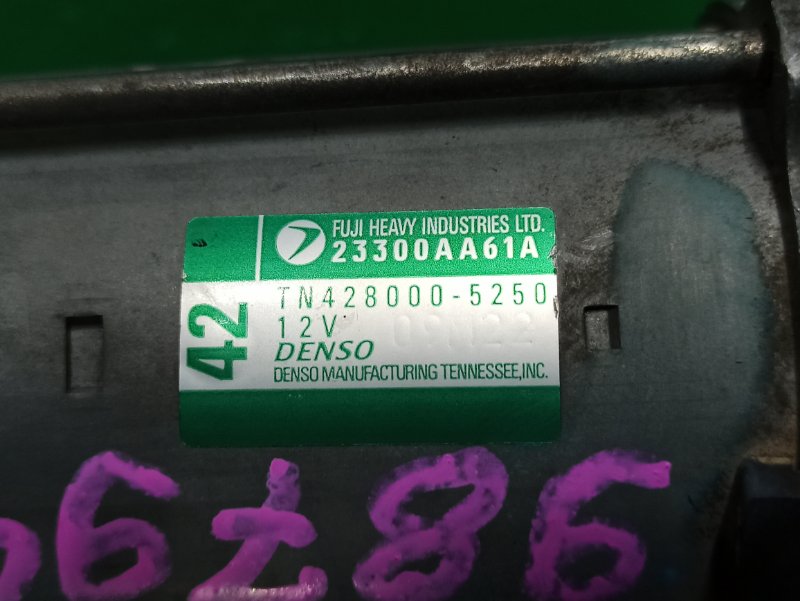 FUJI HEAVY INDUSTRIES LTD.
23300AA61A
42
TN428000-5250
12V
DENSO
DENSO MANUFACTURING TENNESSEE,INC.